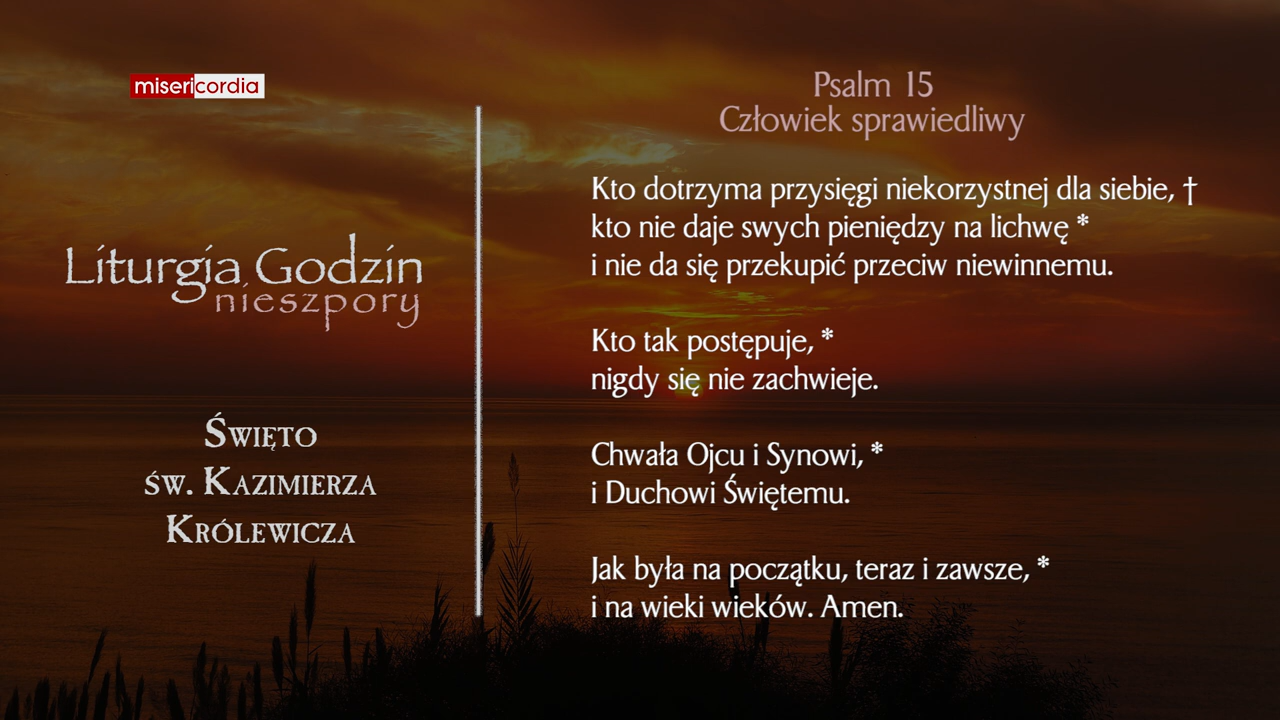 misericordia
Liturgia Godzin
nieszpory
Święto
św. Kazimierza
Królewicza
Psalm 15
Człowiek sprawiedliwy
Kto dotrzyma przysięgi niekorzystnej dla siebie, †
kto nie daje swych pieniędzy na lichwę *
i nie da się przekupić przeciw niewinnemu.
Kto tak postępuje, *
nigdy się nie zachwieje.
Chwała Ojcu i Synowi, *
i Duchowi Świętemu.
Jak była na początku, teraz i zawsze, *
i na wieki wieków. Amen.